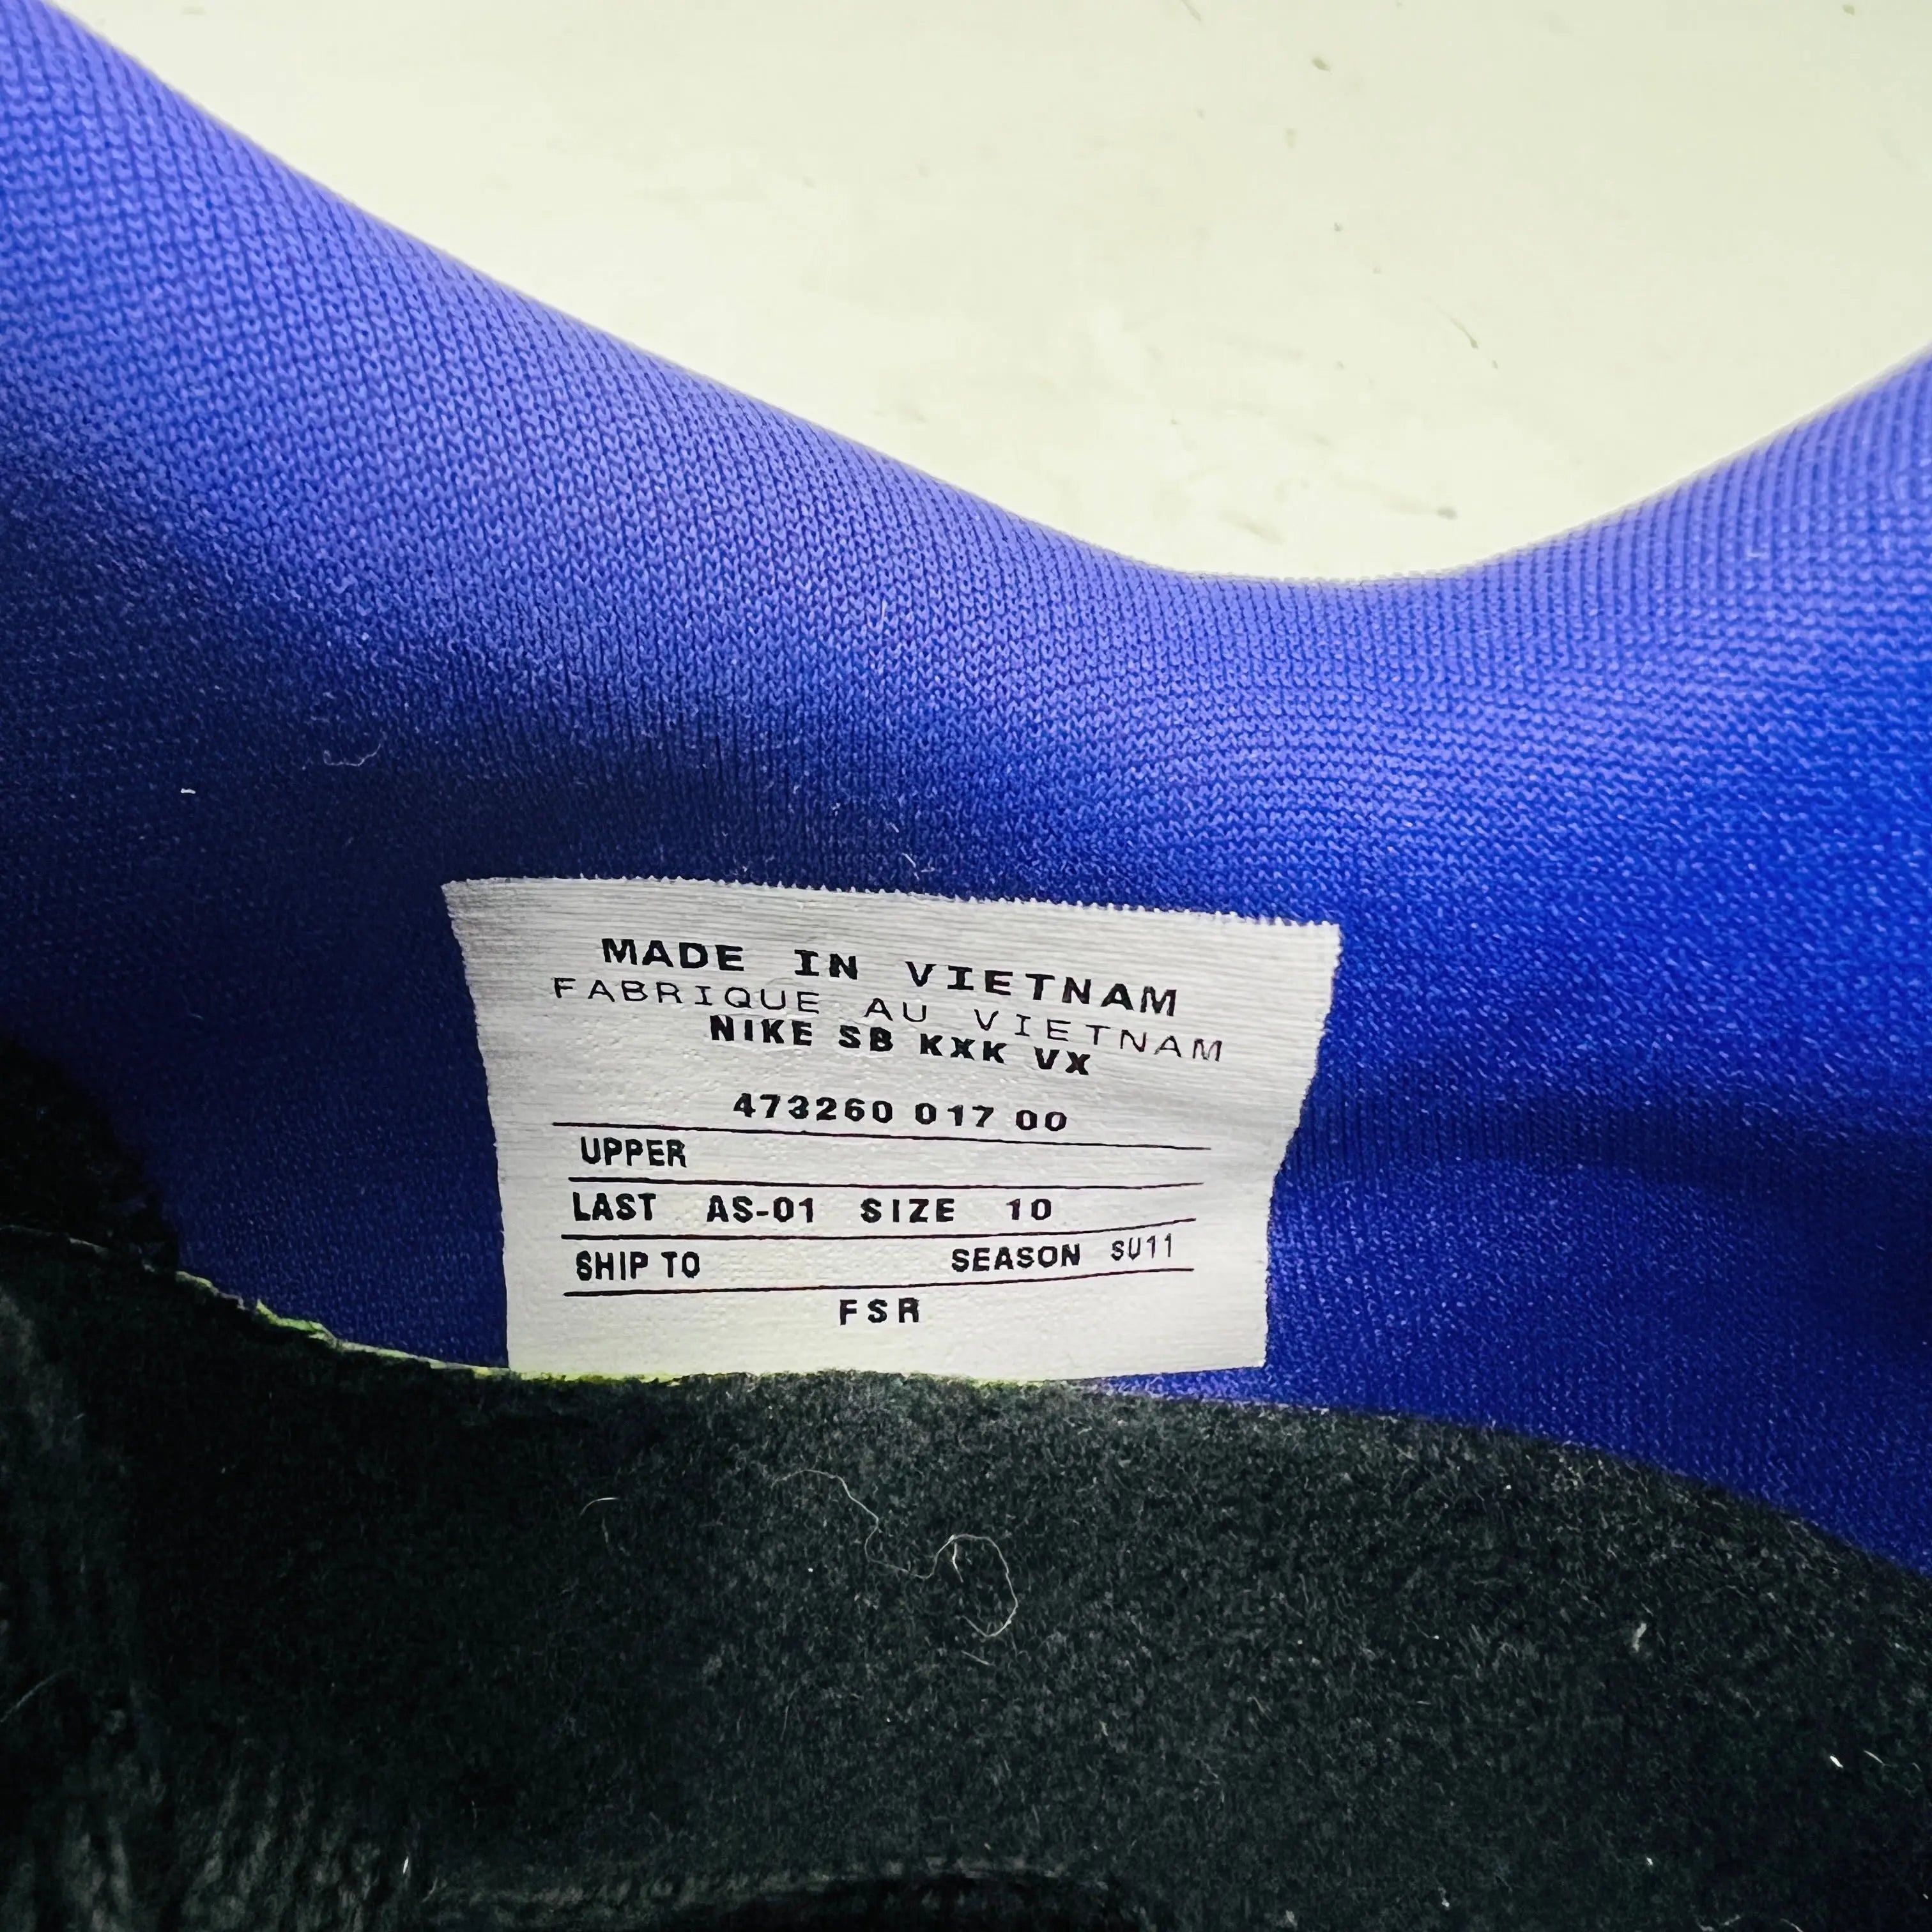 MADE IN VIETNAM
FABRIQUE AU VIETNAM
NIKE SB KXK VX
473260 017 00
UPPER
LAST AS-01 SIZE 10
SHIP TO SEASON SU11
FSR